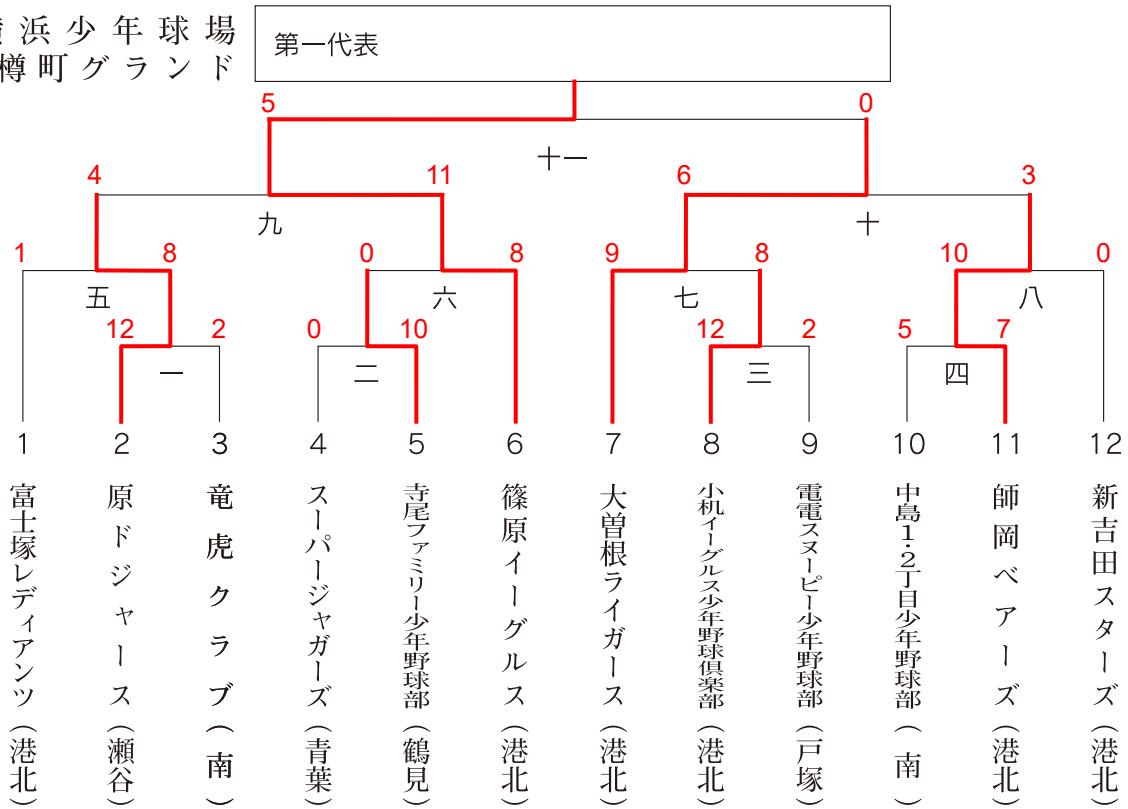 浜少年球場
樽町グランド
第一代表
5 0
十一
4 11 6 3
九 十
1 8 0 8 9 8 10 0
五 六 七 八
12 2 0 10 12 2 5 7
一 二 三 四
1 2 3 4 5 6 7 8 9 10 11 12
富士塚レディアンツ(港北)
原ドジャース(瀬谷)
竜虎クラブ(南)
スーパージャガーズ(青葉)
寺尾ファミリー少年野球部(鶴見)
篠原イーグルス(港北)
大曽根ライガース(港北)
小机イーグルス少年野球倶楽部(港北)
電電スヌーピー少年野球部(戸塚)
中島1・2丁目少年野球部(南)
師岡ベアーズ(港北)
新吉田スターズ(港北)